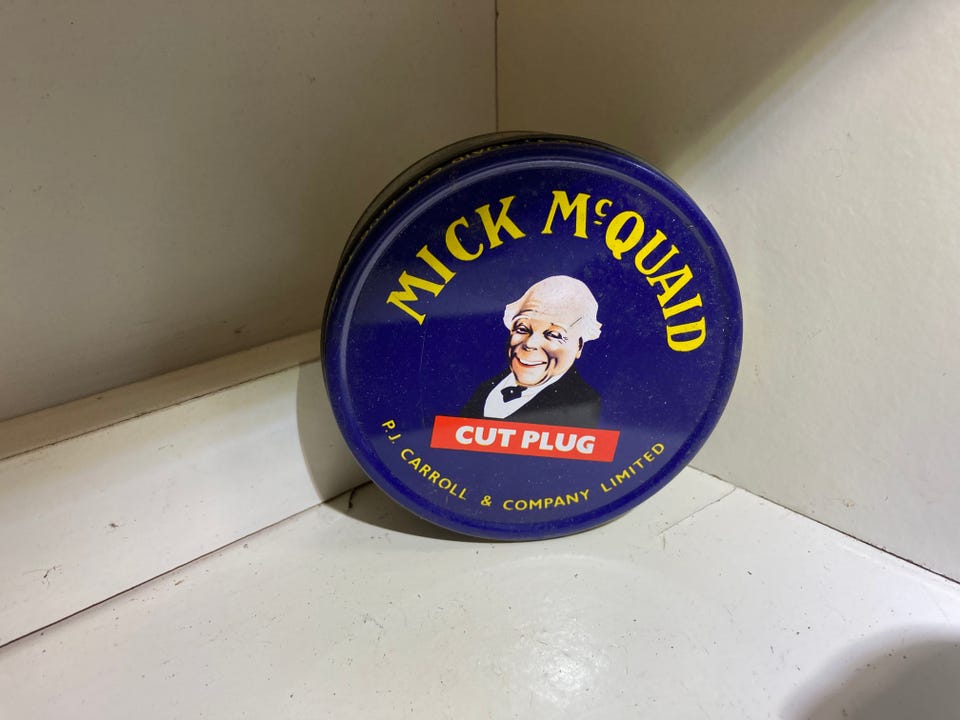 MICK McQUAID
CUT PLUG
P.J. CARROLL & COMPANY LIMITED